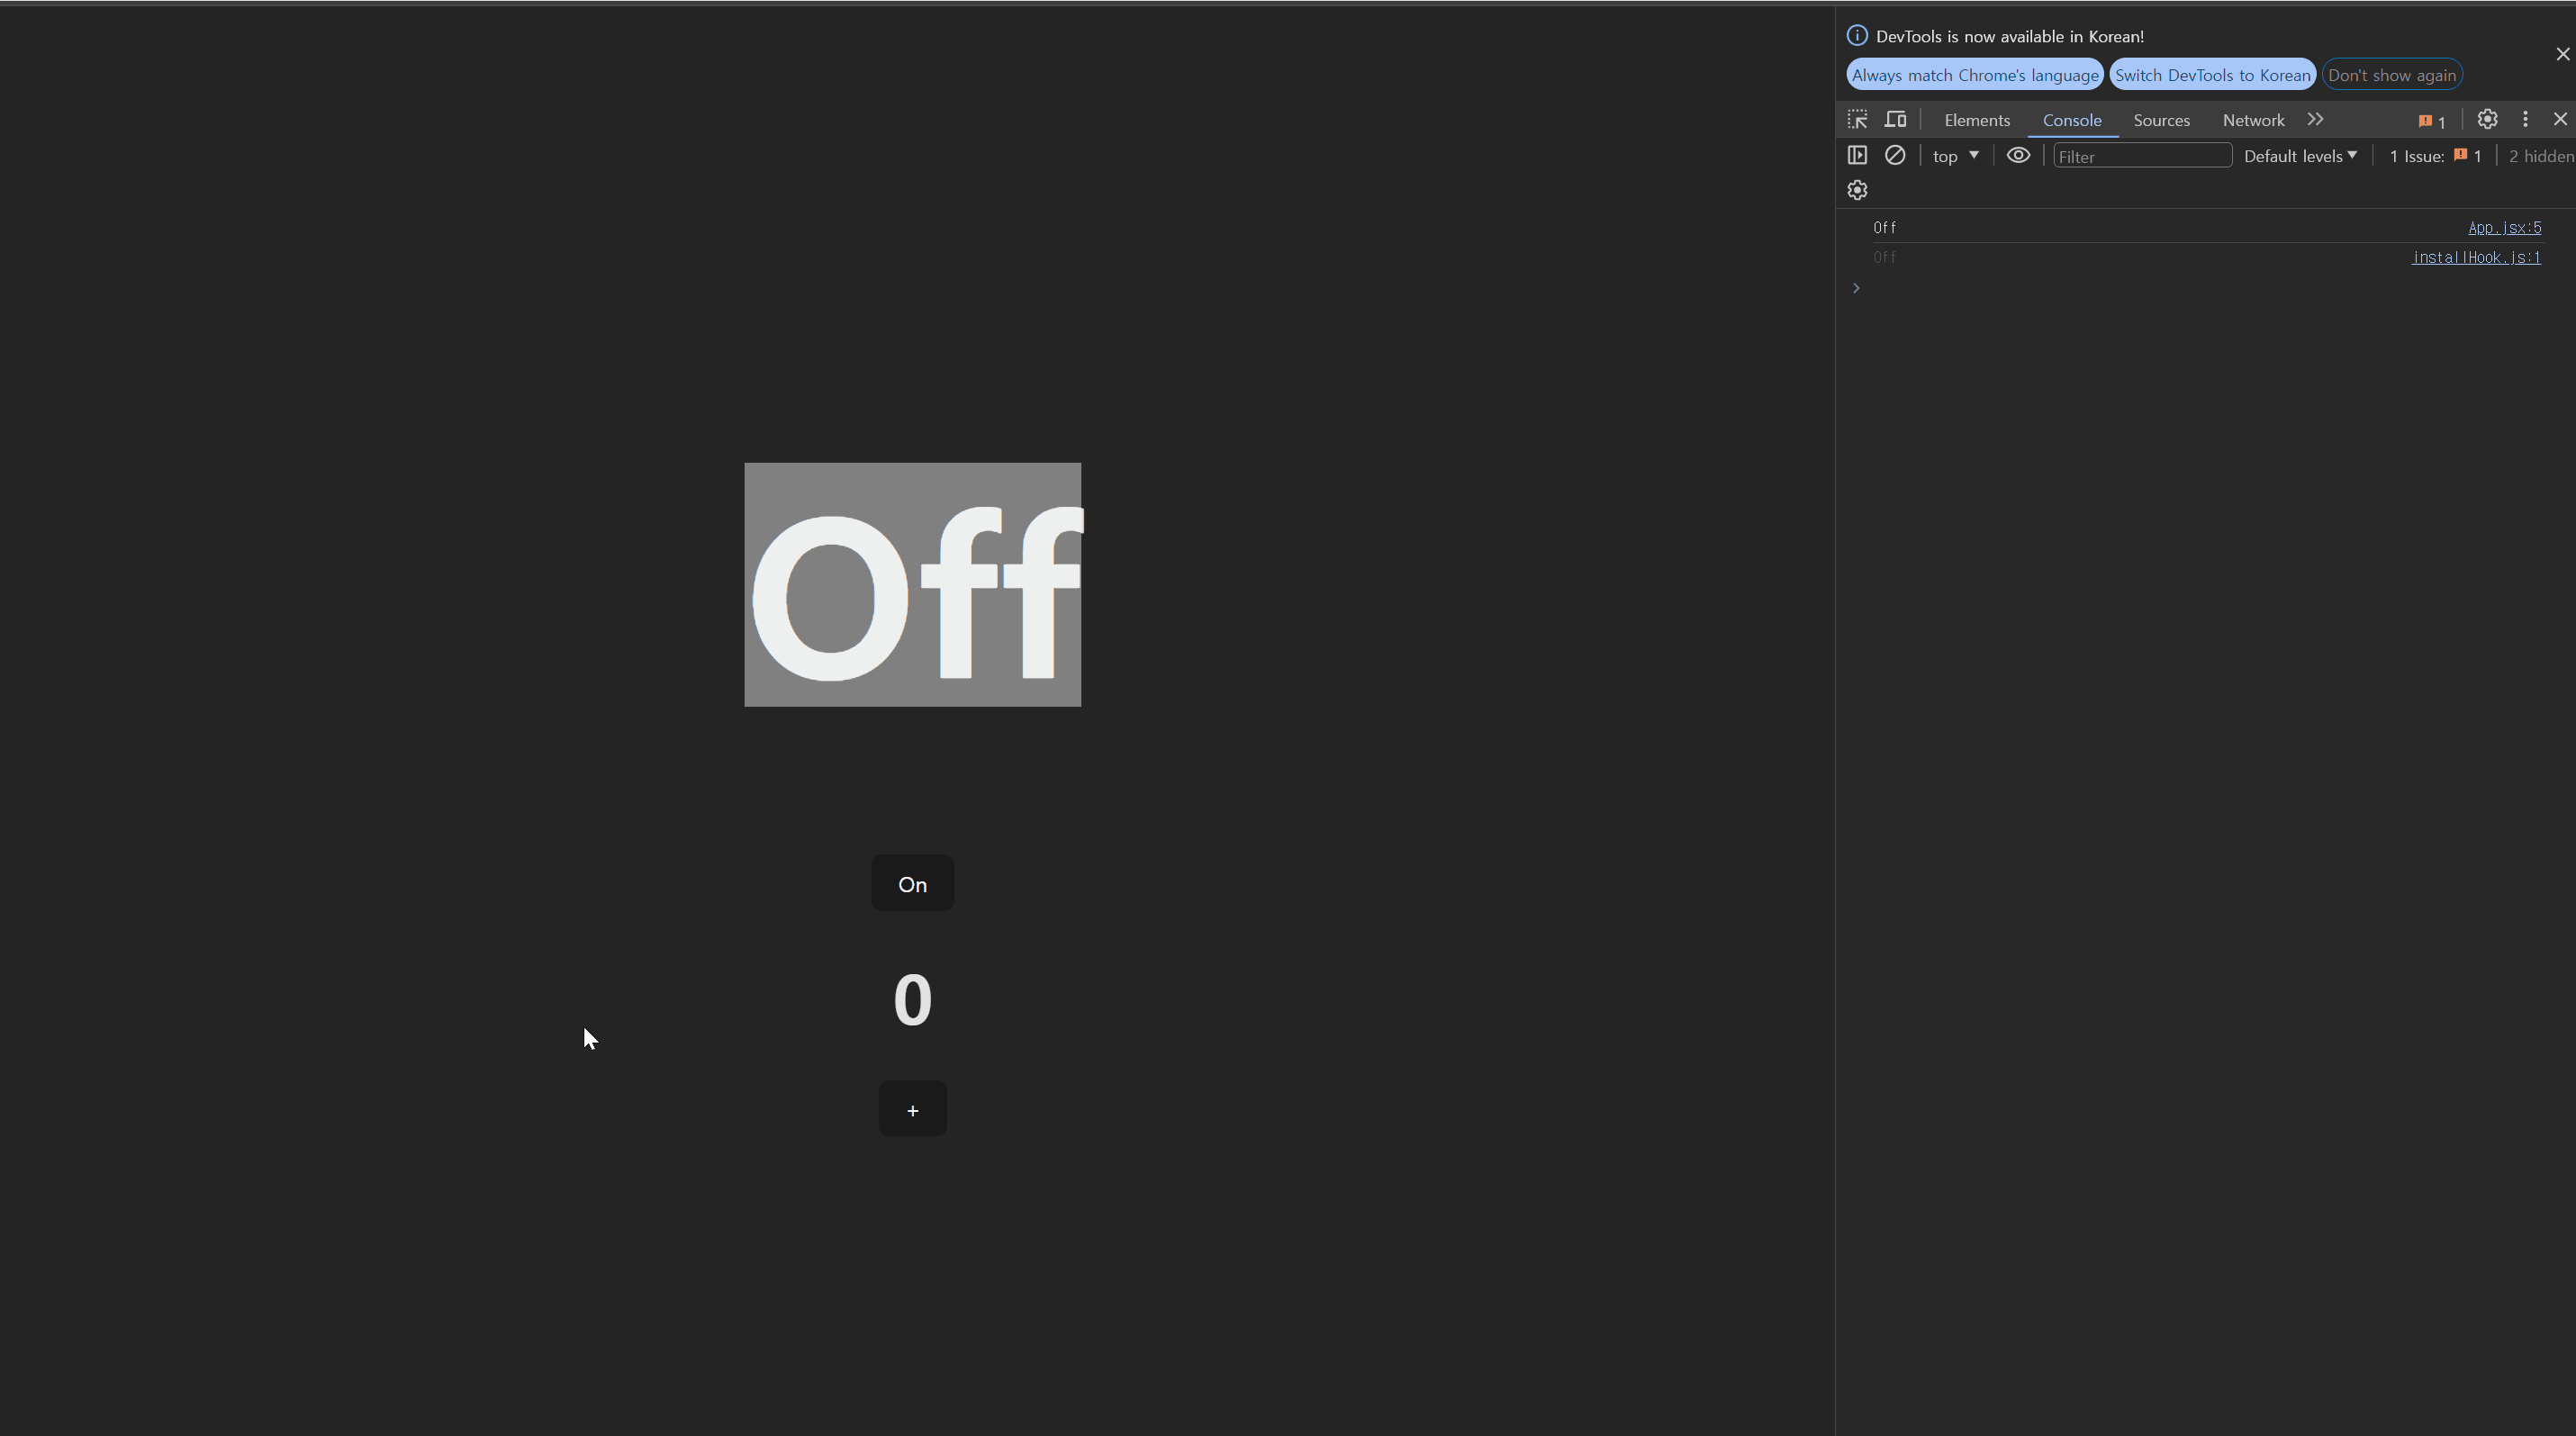 Off
On
0
+
DevTools is now available in Korean!
Always match Chrome's language Switch DevTools to Korean Don't show again
Elements Console Sources Network 1
top Filter Default levels 1 Issue: 1 2 hidden
Off App.jsx:5
Off installHook.js:1